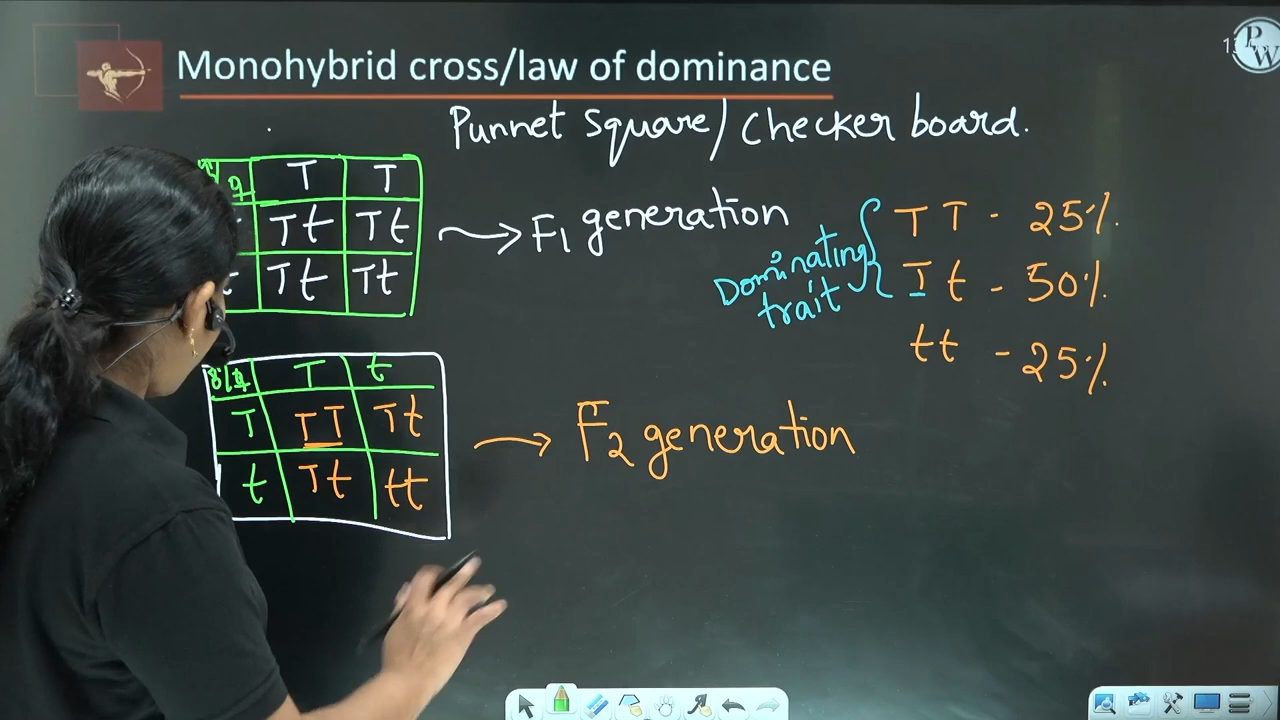 Monohybrid cross/law of dominance
PW
Punnet Square/Checker board.
T T
Tt Tt
Tt Tt
F1 generation
Dominating
trait
TT - 25%.
Tt - 50%.
tt - 25%.
T t
T TT Tt
t Tt tt
F2 generation